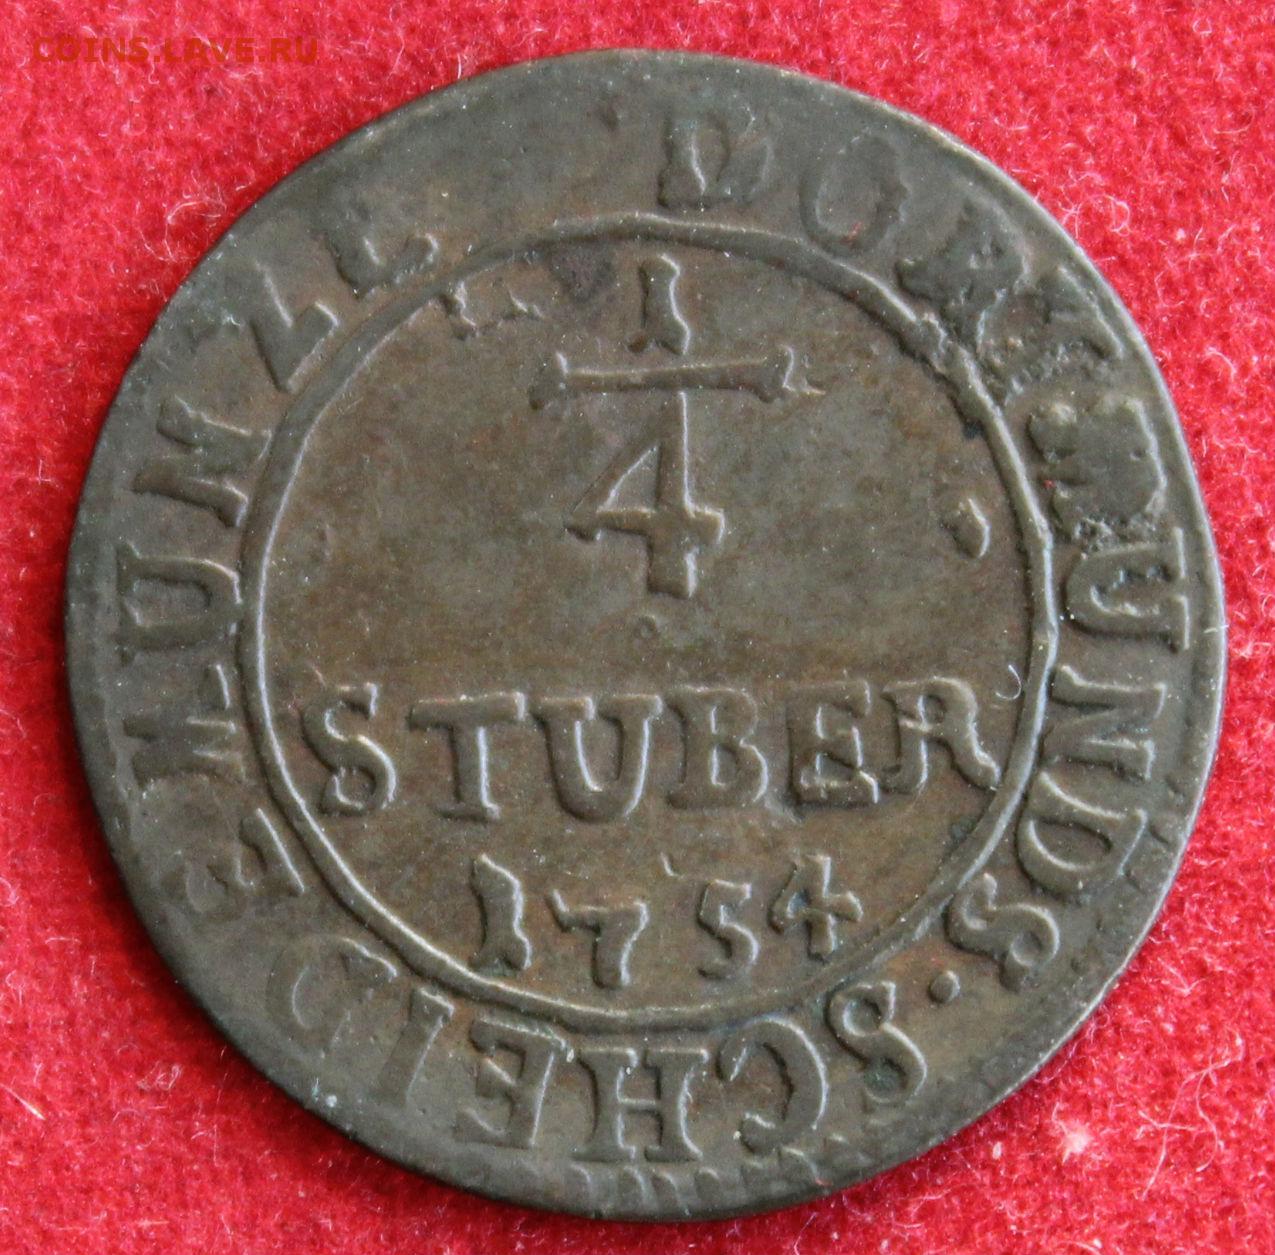 COINS.LAVE.RU
DORTMUNDS. SCHEIDEMUNZE
1
4
STUBER
1754